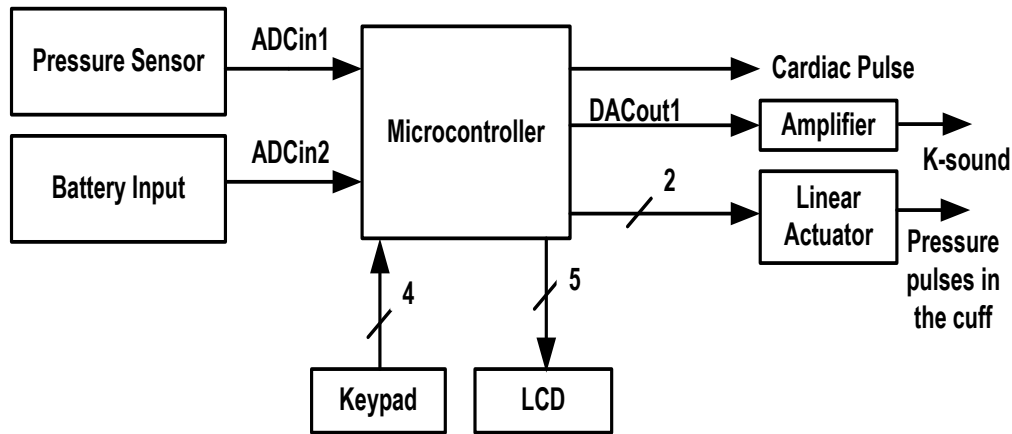 Pressure Sensor
ADCin1
Battery Input
ADCin2
Microcontroller
Cardiac Pulse
DACout1
Amplifier
K-sound
2
Linear
Actuator
Pressure
pulses in
the cuff
4
5
Keypad
LCD